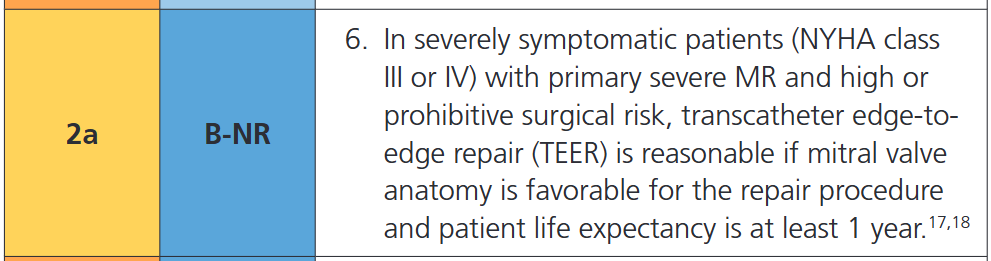 2a
B-NR
6. In severely symptomatic patients (NYHA class
III or IV) with primary severe MR and high or
prohibitive surgical risk, transcatheter edge-to-
edge repair (TEER) is reasonable if mitral valve
anatomy is favorable for the repair procedure
and patient life expectancy is at least 1 year.17,18